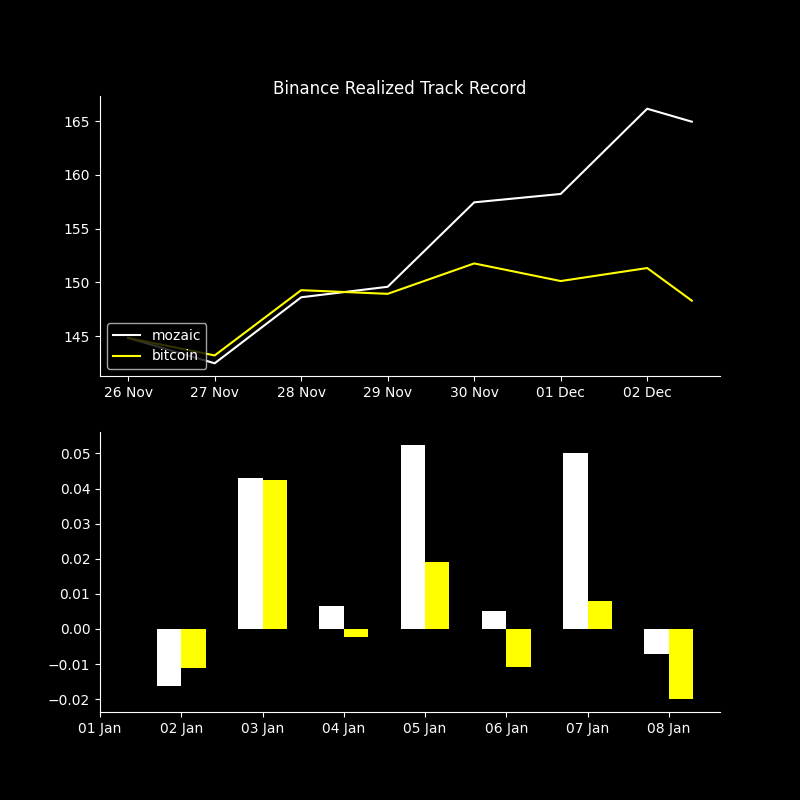 Binance Realized Track Record
165
160
155
150
145
mozaic
bitcoin
26 Nov 27 Nov 28 Nov 29 Nov 30 Nov 01 Dec 02 Dec
0.05
0.04
0.03
0.02
0.01
0.00
−0.01
−0.02
01 Jan 02 Jan 03 Jan 04 Jan 05 Jan 06 Jan 07 Jan 08 Jan